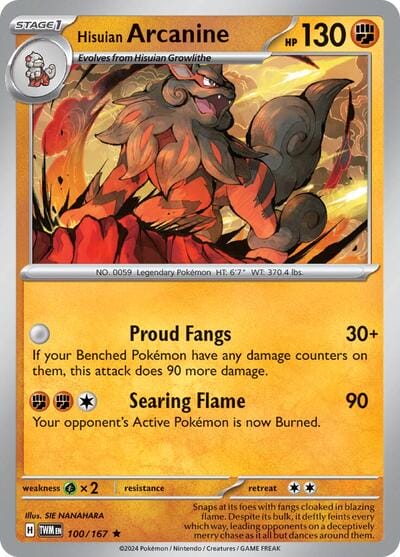 STAGE 1
Hisuian Arcanine HP 130
Evolves from Hisuian Growlithe
NO. 0059 Legendary Pokémon HT: 6'7" WT: 370.4 lbs.
Proud Fangs 30+
If your Benched Pokémon have any damage counters
on them, this attack does 90 more damage.
Searing Flame 90
Your opponent's Active Pokémon is now Burned.
weakness ×2 resistance retreat
Illus. SIE NANAHARA
H TWM EN 100/167 ★
Snaps at its foes with fangs cloaked in blazing
flame. Despite its bulk, it deftly feints every
which way, leading opponents on a deceptively
merry chase as it all but dances around them.
©2024 Pokémon / Nintendo / Creatures / GAME FREAK